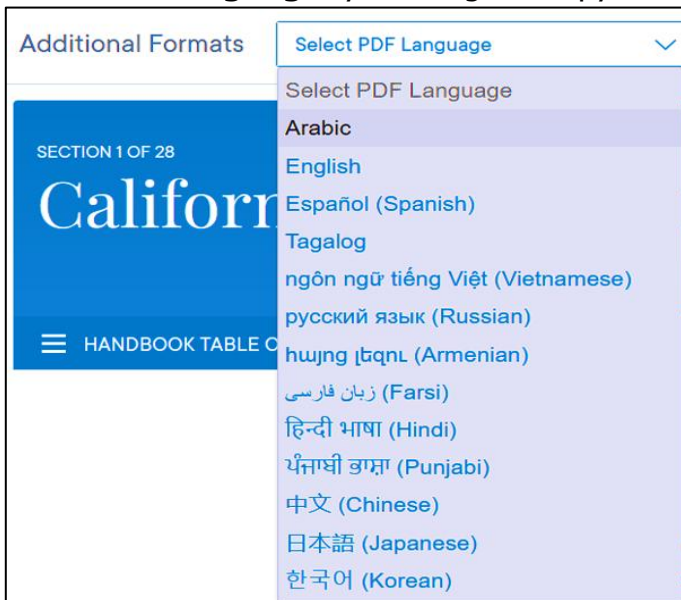 Additional Formats
Select PDF Language
Select PDF Language
Arabic
English
Español (Spanish)
Tagalog
ngôn ngữ tiếng Việt (Vietnamese)
русский язык (Russian)
հայոց լեզու (Armenian)
زبان فارسی (Farsi)
हिन्दी भाषा (Hindi)
ਪੰਜਾਬੀ ਭਾਸ਼ਾ (Punjabi)
中文 (Chinese)
日本語 (Japanese)
한국어 (Korean)
SECTION 1 OF 28
HANDBOOK TABLE